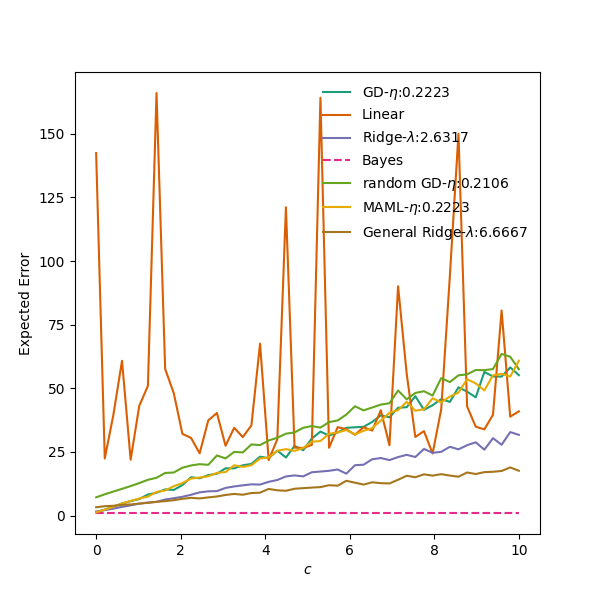 GD-η:0.2223
Linear
Ridge-λ:2.6317
Bayes
random GD-η:0.2106
MAML-η:0.2223
General Ridge-λ:6.6667
Expected Error
150
125
100
75
50
25
0
0 2 4 6 8 10
c